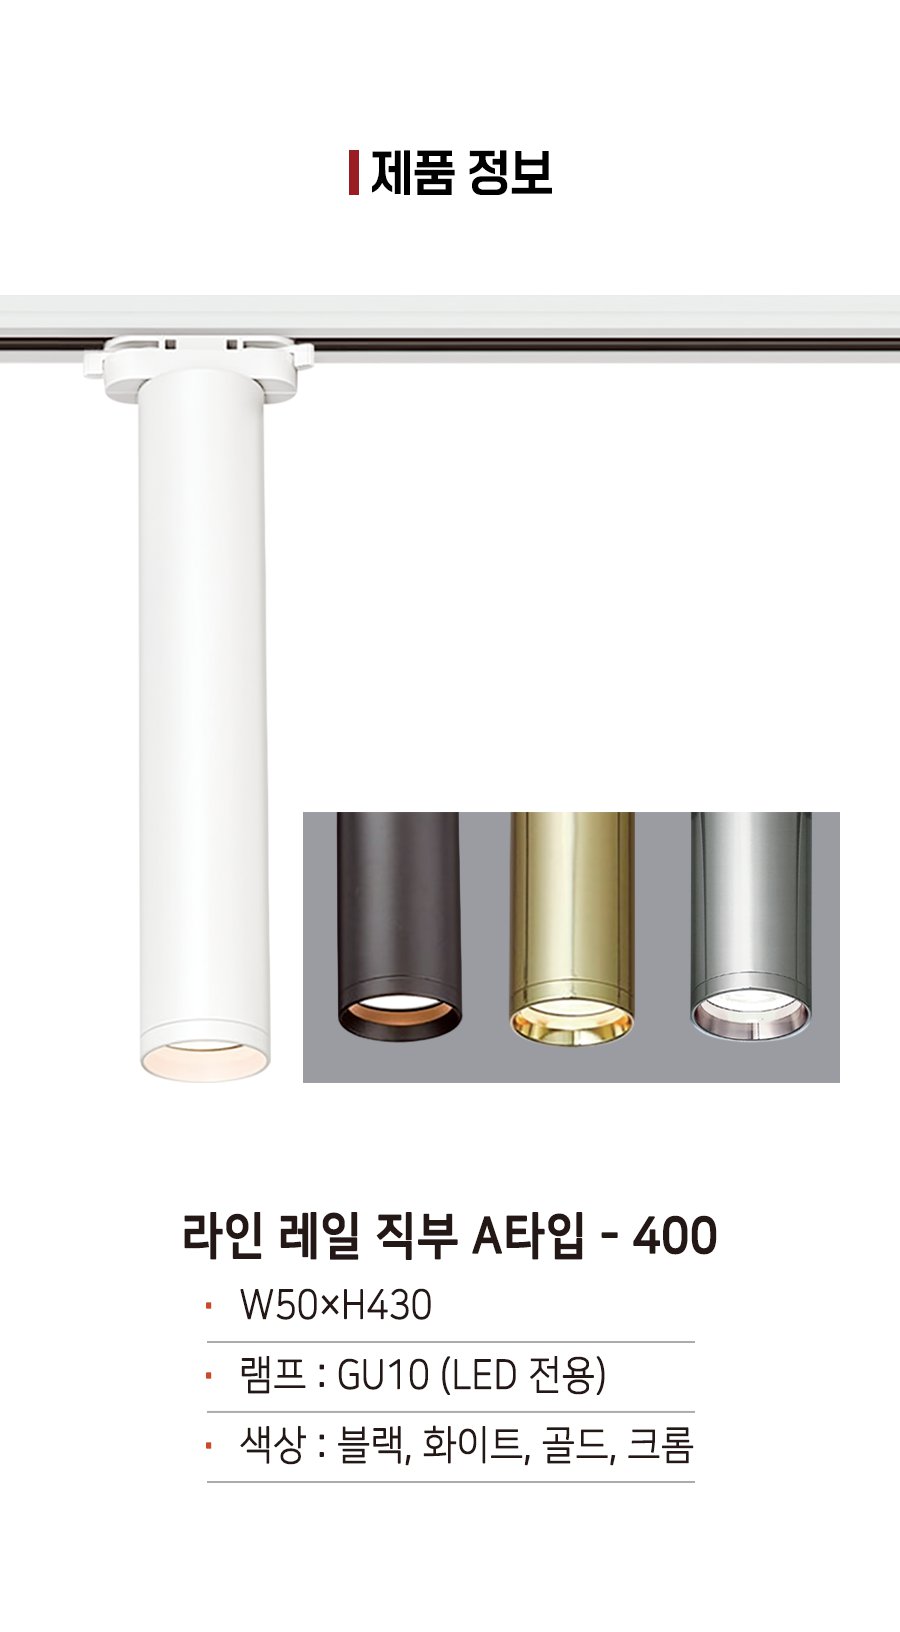 제품 정보
라인 레일 직부 A타입 - 400
· W50×H430
· 램프 : GU10 (LED 전용)
· 색상 : 블랙, 화이트, 골드, 크롬